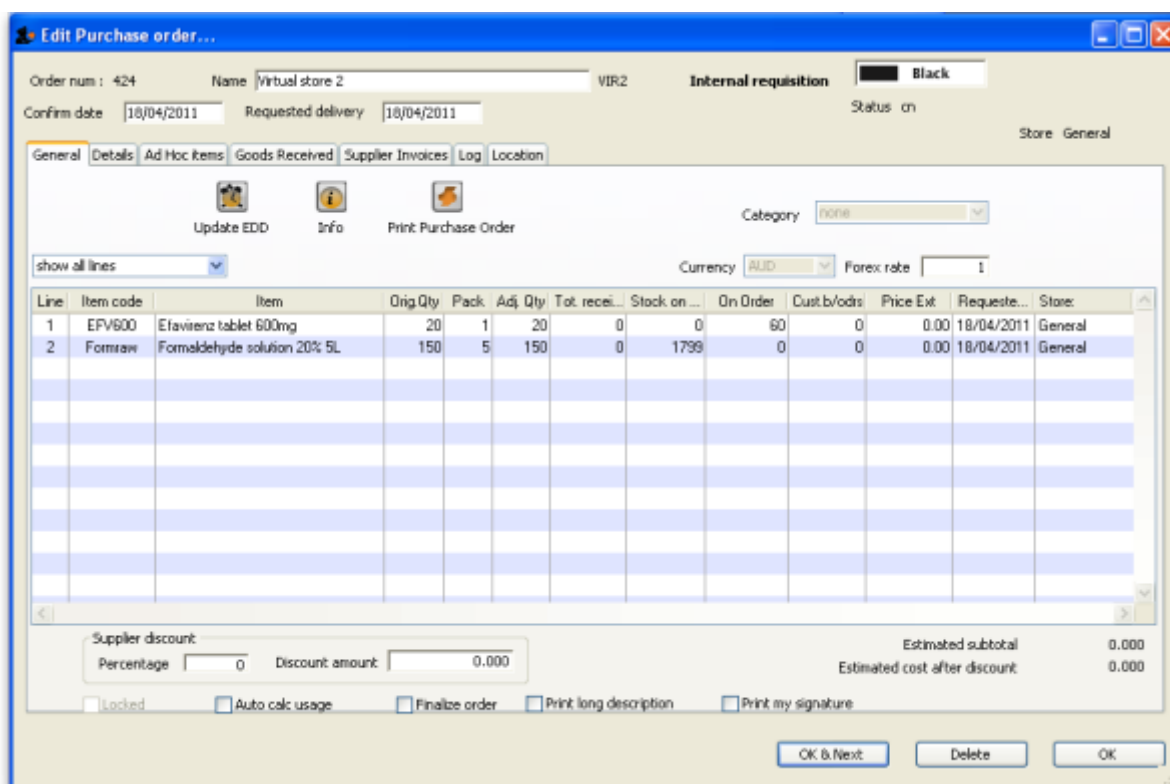 Edit Purchase order...
Order num : 424 Name Virtual store 2 VIR2 Internal requisition Black
Confirm date 18/04/2011 Requested delivery 18/04/2011 Status cn
Store General
General Details Ad Hoc items Goods Received Supplier Invoices Log Location
Update EDD Info Print Purchase Order Category none
show all lines Currency AUD Forex rate 1
Line Item code Item Orig.Qty Pack Adj. Qty Tot. recei... Stock on ... On Order Cust.b/odrs Price Ext Requeste... Store:
1 EFV600 Efavirenz tablet 600mg 20 1 20 0 0 60 0 0.00 18/04/2011 General
2 Formraw Formaldehyde solution 20% 5L 150 5 150 0 1799 0 0 0.00 18/04/2011 General
Supplier discount Estimated subtotal 0.000
Percentage 0 Discount amount 0.000 Estimated cost after discount 0.000
Locked Auto calc usage Finalize order Print long description Print my signature
OK & Next Delete OK